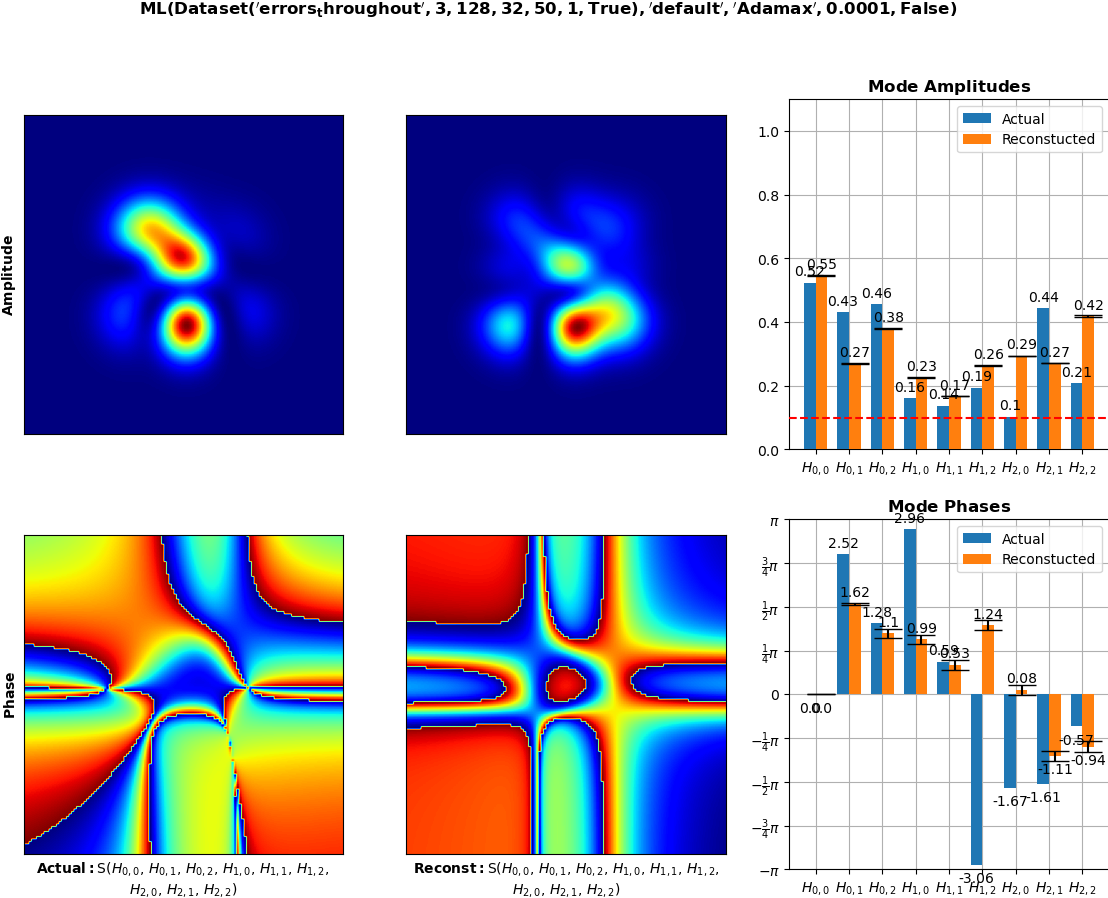 ML(Dataset('errors_throughout', 3, 128, 32, 50, 1, True), 'default', 'Adamax', 0.0001, False)
Amplitude
Mode Amplitudes
Actual
Reconstucted
1.0
0.8
0.6
0.4
0.2
0.0
0.52
0.55
0.43
0.27
0.46
0.38
0.16
0.23
0.14
0.17
0.19
0.26
0.1
0.29
0.44
0.27
0.21
0.42
H0,0 H0,1 H0,2 H1,0 H1,1 H1,2 H2,0 H2,1 H2,2
Phase
Mode Phases
Actual
Reconstucted
π
3/4π
1/2π
1/4π
0
−1/4π
−1/2π
−3/4π
−π
0.0
0.0
2.52
1.62
1.28
1.1
2.96
0.99
0.59
0.53
-3.06
1.24
-1.67
0.08
-1.61
-1.11
-0.57
-0.94
H0,0 H0,1 H0,2 H1,0 H1,1 H1,2 H2,0 H2,1 H2,2
Actual: S(H0,0, H0,1, H0,2, H1,0, H1,1, H1,2,
H2,0, H2,1, H2,2)
Reconst: S(H0,0, H0,1, H0,2, H1,0, H1,1, H1,2,
H2,0, H2,1, H2,2)